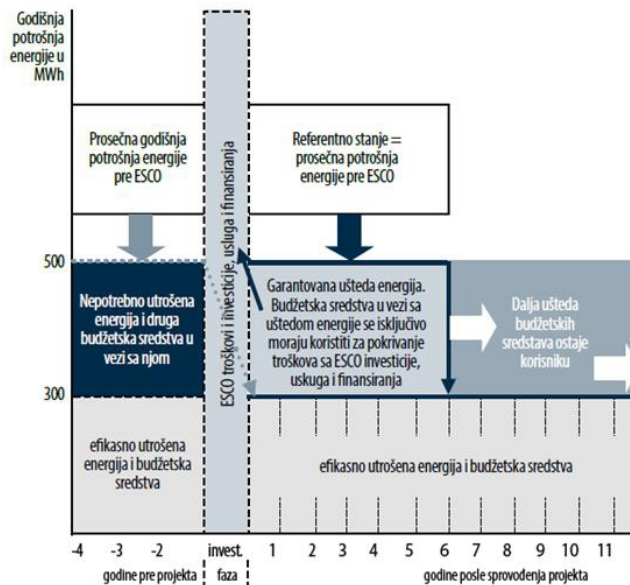 Godišnja
potrošnja
energije u
MWh
Prosečna godišnja
potrošnja energije
pre ESCO
Referentno stanje =
prosečna potrošnja
energije pre ESCO
ESCO troškovi i investicije, usluga i finansiranja
500
Nepotrebno utrošena
energija i druga
budžetska sredstva u
vezi sa njom
Garantovana ušteda energija.
Budžetska sredstva u vezi sa
uštedom energije se isključivo
moraju koristiti za pokrivanje
troškova sa ESCO investicije,
uskuga i finansiranja
Dalja ušteda
budžetskih
sredstava ostaje
korisniku
300
efikasno utrošena
energija i budžetska
sredstva
efikasno utrošena energija i budžetska sredstva
-4 -3 -2 invest. 1 2 3 4 5 6 7 8 9 10 11
godine pre projekta faza godine posle sprovođenja projekta